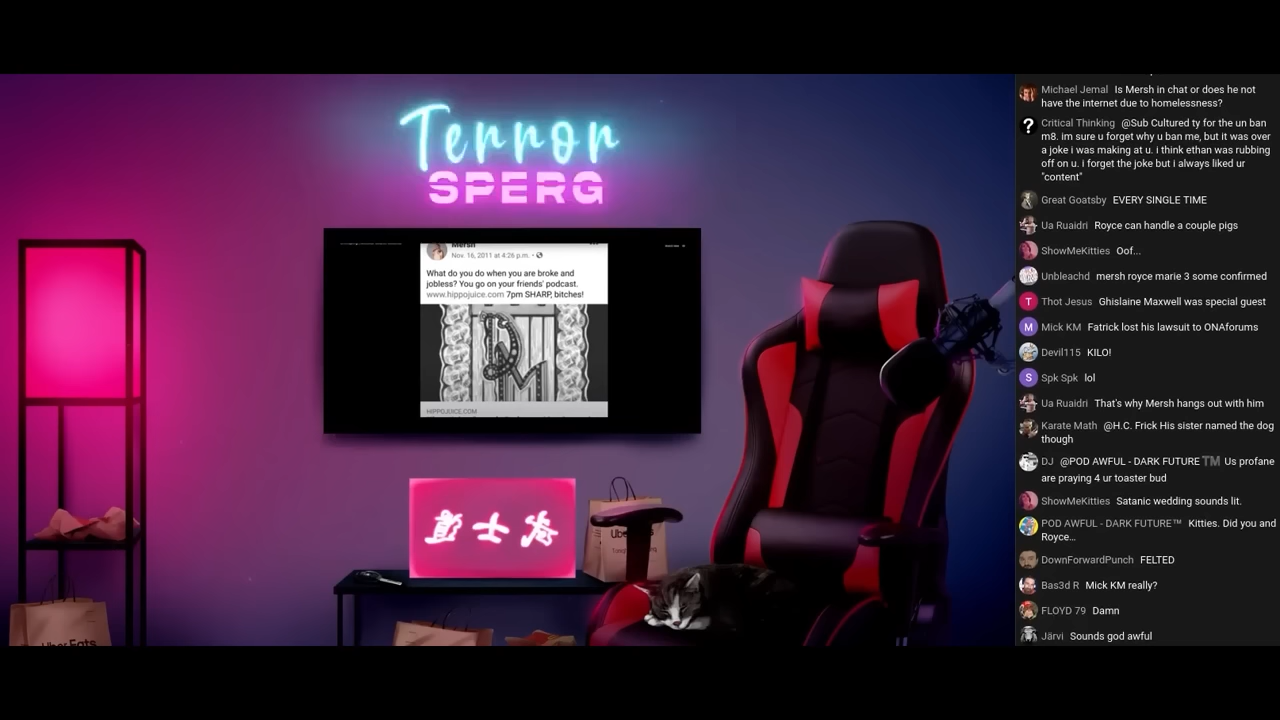 Terror
SPERG
Mersh
Nov. 16, 2011 at 4:26 p.m. •
What do you do when you are broke and
jobless? You go on your friends' podcast.
www.hippojuice.com 7pm SHARP, bitches!
HIPPOJUICE.COM
道士炎
Uber
Uber Eats
Michael Jemal Is Mersh in chat or does he not
have the internet due to homelessness?
?
Critical Thinking @Sub Cultured ty for the un ban
m8. im sure u forget why u ban me, but it was over
a joke i was making at u. i think ethan was rubbing
off on u. i forget the joke but i always liked ur
"content"
Great Goatsby EVERY SINGLE TIME
Ua Ruaidri Royce can handle a couple pigs
ShowMeKitties Oof...
Unbleachd mersh royce marie 3 some confirmed
T Thot Jesus Ghislaine Maxwell was special guest
M Mick KM Fatrick lost his lawsuit to ONAforums
Devil115 KILO!
S Spk Spk lol
Ua Ruaidri That's why Mersh hangs out with him
Karate Math @H.C. Frick His sister named the dog
though
DJ @POD AWFUL - DARK FUTURE™️ Us profane
are praying 4 ur toaster bud
ShowMeKitties Satanic wedding sounds lit.
POD AWFUL - DARK FUTURE™ Kitties. Did you and
Royce…
DownForwardPunch FELTED
Bas3d R Mick KM really?
FLOYD 79 Damn
Järvi Sounds god awful